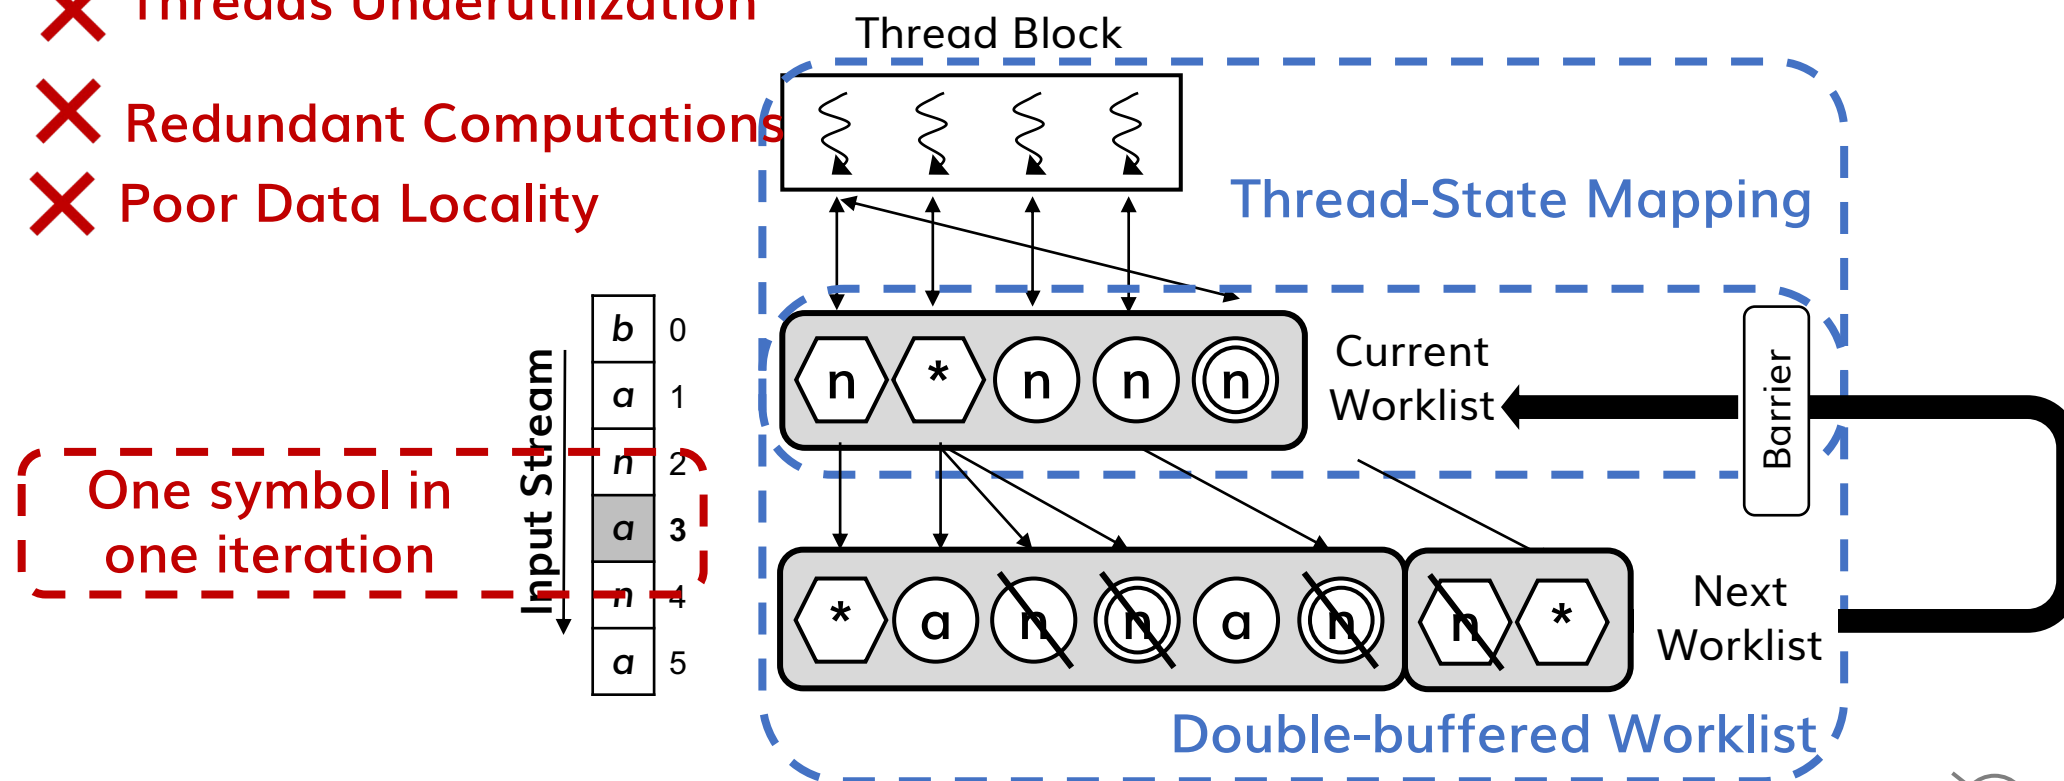 Threads Underutilization
Thread Block
Redundant Computations
Poor Data Locality
Thread-State Mapping
b 0
a 1
n 2
a 3
n 4
a 5
Input Stream
One symbol in
one iteration
n * n n n
Current
Worklist
Barrier
* a n n a n n *
Next
Worklist
Double-buffered Worklist